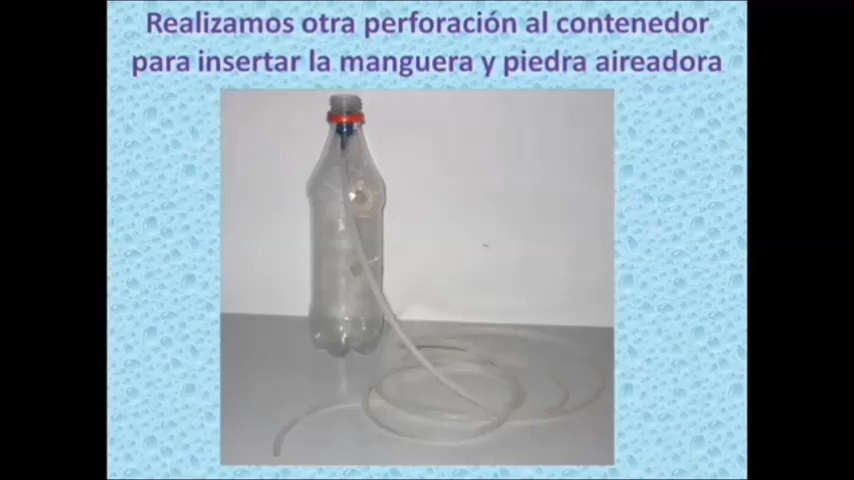 Realizamos otra perforación al contenedor
para insertar la manguera y piedra aireadora